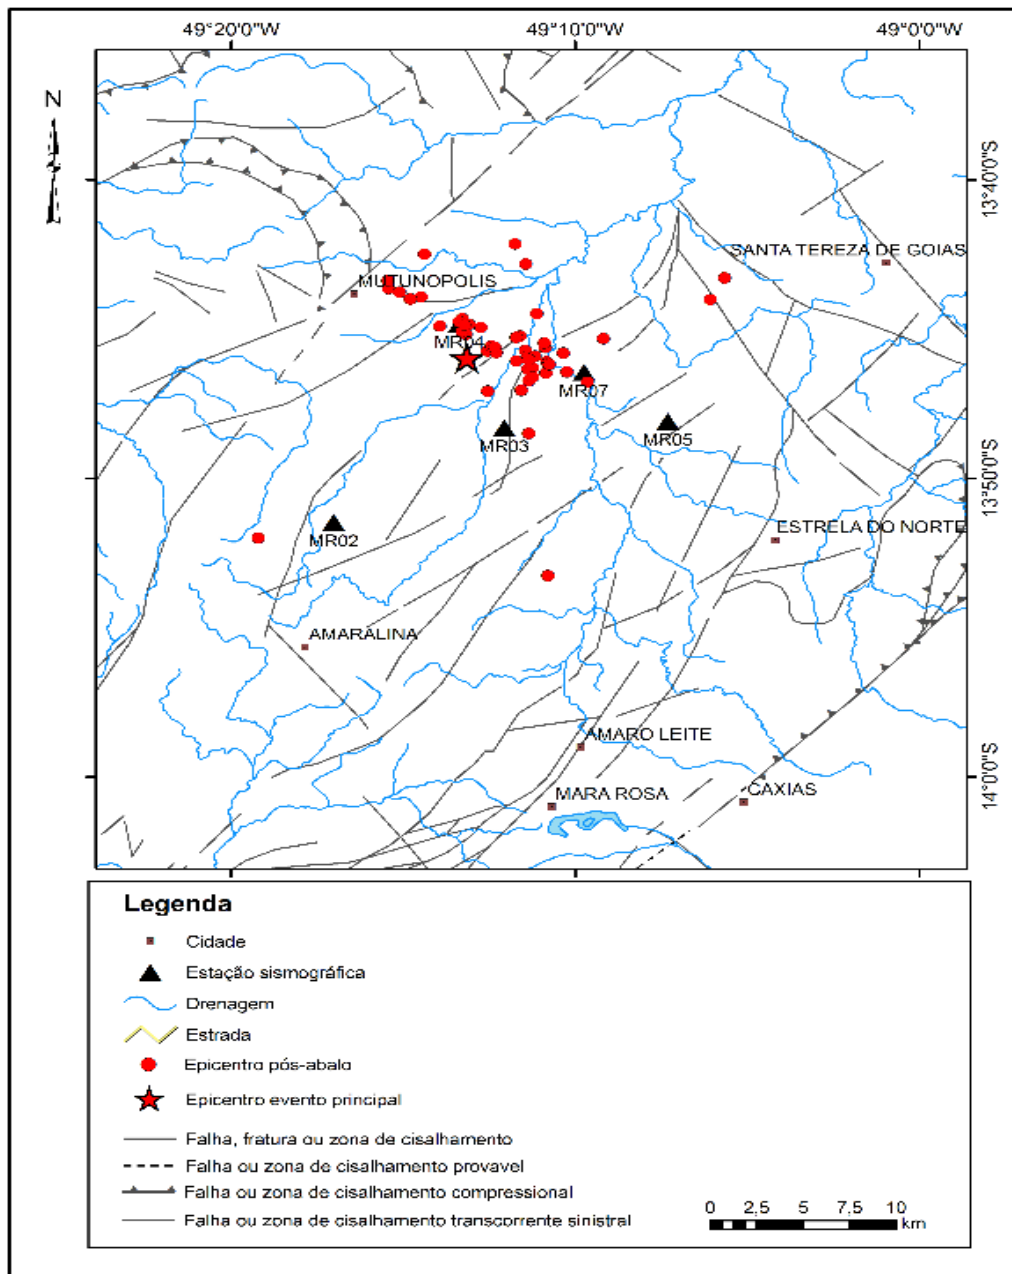 49°20'0"W 49°10'0"W 49°0'0"W
N
13°40'0"S
SANTA TEREZA DE GOIAS
MUTUNOPOLIS
MR04
MR07
MR03
MR05
13°50'0"S
ESTRELA DO NORTE
MR02
AMARALINA
AMARO LEITE
14°0'0"S
MARA ROSA
CAXIAS
Legenda
Cidade
Estação sismográfica
Drenagem
Estrada
Epicentro pós-abalo
Epicentro evento principal
Falha, fratura ou zona de cisalhamento
Falha ou zona de cisalhamento provavel
Falha ou zona de cisalhamento compressional
Falha ou zona de cisalhamento transcorrente sinistral
0 2,5 5 7,5 10
km